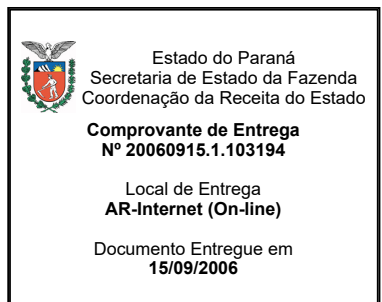 Estado do Paraná
Secretaria de Estado da Fazenda
Coordenação da Receita do Estado
Comprovante de Entrega
Nº 20060915.1.103194
Local de Entrega
AR-Internet (On-line)
Documento Entregue em
15/09/2006